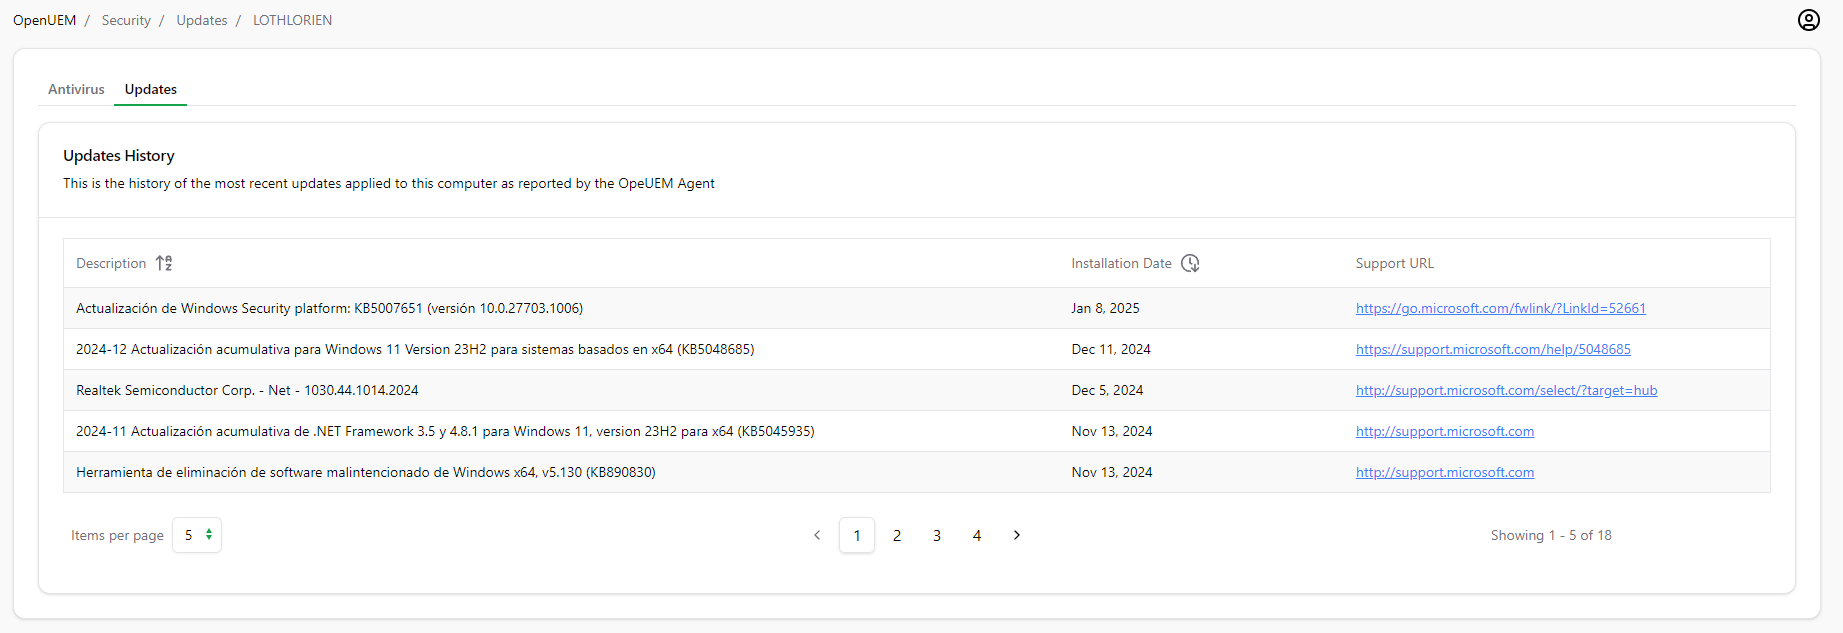 OpenUEM / Security / Updates / LOTHLORIEN
Antivirus Updates
Updates History
This is the history of the most recent updates applied to this computer as reported by the OpeUEM Agent
Description Installation Date Support URL
Actualización de Windows Security platform: KB5007651 (versión 10.0.27703.1006) Jan 8, 2025 https://go.microsoft.com/fwlink/?LinkId=52661
2024-12 Actualización acumulativa para Windows 11 Version 23H2 para sistemas basados en x64 (KB5048685) Dec 11, 2024 https://support.microsoft.com/help/5048685
Realtek Semiconductor Corp. - Net - 1030.44.1014.2024 Dec 5, 2024 http://support.microsoft.com/select/?target=hub
2024-11 Actualización acumulativa de .NET Framework 3.5 y 4.8.1 para Windows 11, version 23H2 para x64 (KB5045935) Nov 13, 2024 http://support.microsoft.com
Herramienta de eliminación de software malintencionado de Windows x64, v5.130 (KB890830) Nov 13, 2024 http://support.microsoft.com
Items per page 5 < 1 2 3 4 > Showing 1 - 5 of 18